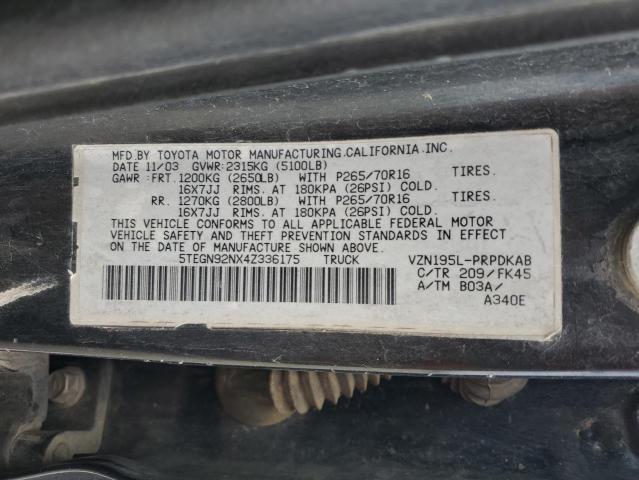 MFD.BY TOYOTA MOTOR MANUFACTURING.CALIFORNIA.INC.
DATE 11/03 GVWR:2315KG (5100LB)
GAWR:FRT.1200KG (2650LB) WITH P265/70R16 TIRES.
16X7JJ RIMS.AT 180KPA (26PSI) COLD.
RR. 1270KG (2800LB) WITH P265/70R16 TIRES.
16X7JJ RIMS.AT 180KPA (26PSI) COLD.
THIS VEHICLE CONFORMS TO ALL APPLICABLE FEDERAL MOTOR
VEHICLE SAFETY AND THEFT PREVENTION STANDARDS IN EFFECT
ON THE DATE OF MANUFACTURE SHOWN ABOVE.
5TEGN92NX4Z336175 TRUCK VZN195L-PRPDKAB
C/TR 209/FK45
A/TM B03A/
A340E